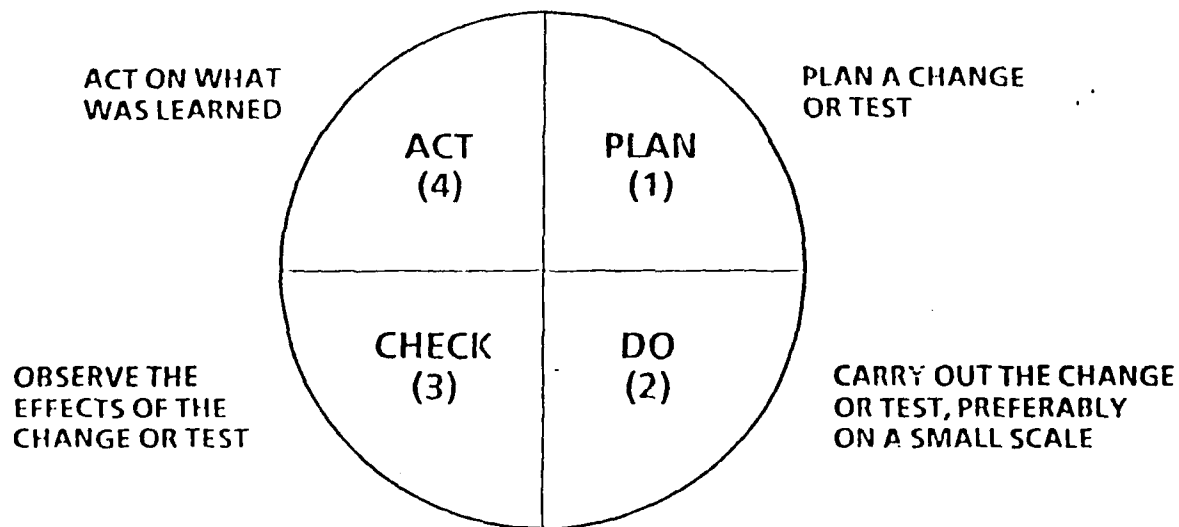 ACT ON WHAT
WAS LEARNED
PLAN A CHANGE
OR TEST
ACT
(4)
PLAN
(1)
CHECK
(3)
DO
(2)
OBSERVE THE
EFFECTS OF THE
CHANGE OR TEST
CARRY OUT THE CHANGE
OR TEST, PREFERABLY
ON A SMALL SCALE